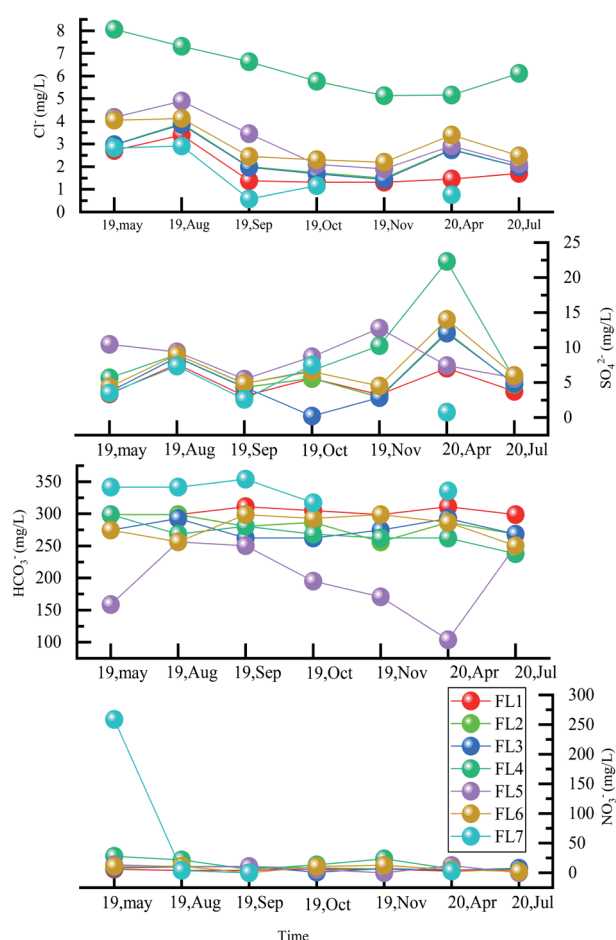 8
7
6
5
4
3
2
1
0
Cl⁻ (mg/L)
19,may 19,Aug 19,Sep 19,Oct 19,Nov 20,Apr 20,Jul
25
20
15
10
5
0
SO₄²⁻ (mg/L)
19,may 19,Aug 19,Sep 19,Oct 19,Nov 20,Apr 20,Jul
350
300
250
200
150
100
HCO₃⁻ (mg/L)
19,may 19,Aug 19,Sep 19,Oct 19,Nov 20,Apr 20,Jul
FL1
FL2
FL3
FL4
FL5
FL6
FL7
300
250
200
150
100
50
0
NO₃⁻ (mg/L)
19,may 19,Aug 19,Sep 19,Oct 19,Nov 20,Apr 20,Jul
Time